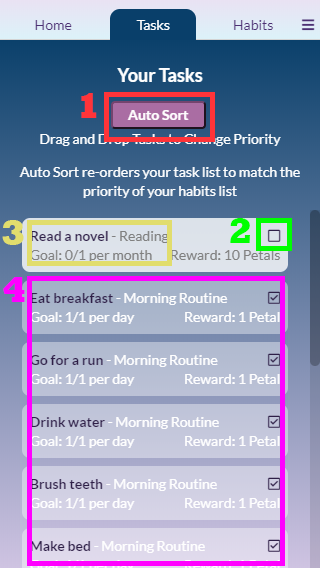 Home Tasks Habits
Your Tasks
1 Auto Sort
Drag and Drop Tasks to Change Priority
Auto Sort re-orders your task list to match the
priority of your habits list
2
3 Read a novel - Reading
Goal: 0/1 per month Reward: 10 Petals
4
Eat breakfast - Morning Routine
Goal: 1/1 per day Reward: 1 Petal
Go for a run - Morning Routine
Goal: 1/1 per day Reward: 1 Petal
Drink water - Morning Routine
Goal: 1/1 per day Reward: 1 Petal
Brush teeth - Morning Routine
Goal: 1/1 per day Reward: 1 Petal
Make bed - Morning Routine